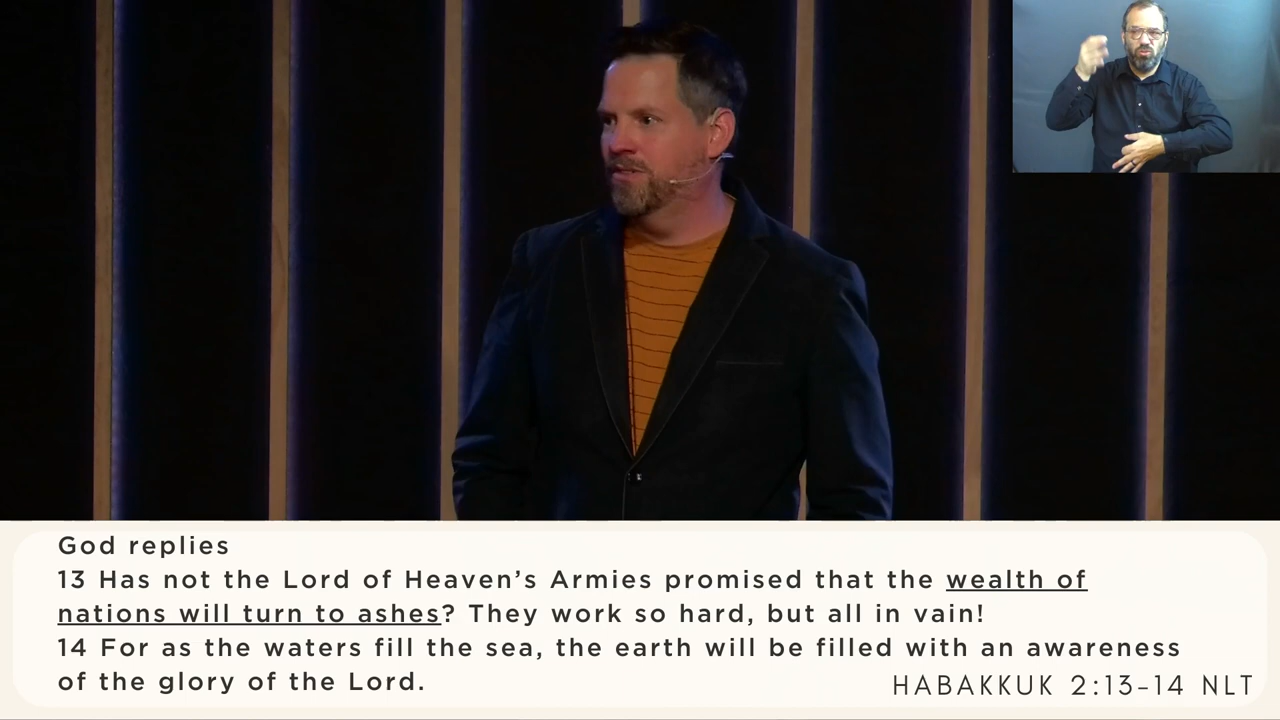 God replies
13 Has not the Lord of Heaven’s Armies promised that the wealth of
nations will turn to ashes? They work so hard, but all in vain!
14 For as the waters fill the sea, the earth will be filled with an awareness
of the glory of the Lord.
HABAKKUK 2:13-14 NLT